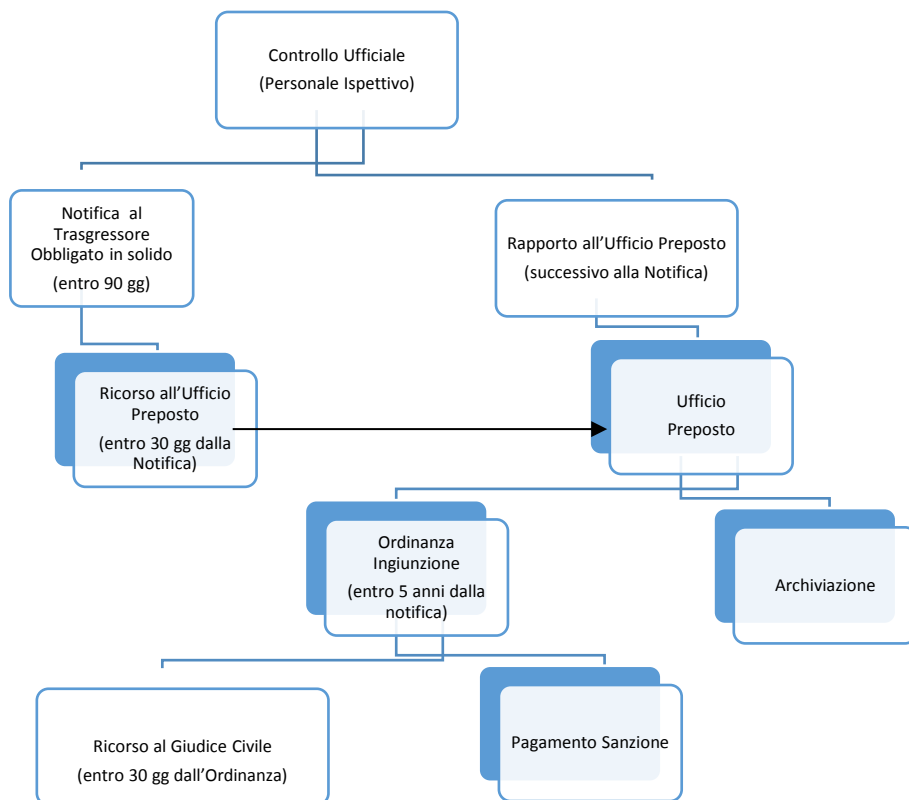 Controllo Ufficiale
(Personale Ispettivo)
Notifica al
Trasgressore
Obbligato in solido
(entro 90 gg)
Rapporto all'Ufficio Preposto
(successivo alla Notifica)
Ricorso all'Ufficio
Preposto
(entro 30 gg dalla
Notifica)
Ufficio
Preposto
Ordinanza
Ingiunzione
(entro 5 anni dalla
notifica)
Archiviazione
Ricorso al Giudice Civile
(entro 30 gg dall'Ordinanza)
Pagamento Sanzione